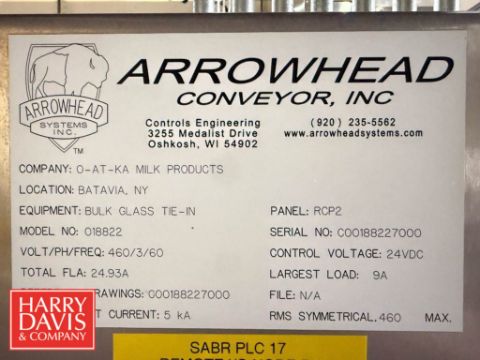 ARROWHEAD
CONVEYOR, INC
ARROWHEAD
SYSTEMS
INC.
TM
Controls Engineering (920) 235-5562
3255 Medalist Drive www.arrowheadsystems.com
Oshkosh, WI 54902
COMPANY: O-AT-KA MILK PRODUCTS
LOCATION: BATAVIA, NY
EQUIPMENT: BULK GLASS TIE-IN PANEL: RCP2
MODEL NO: 018822 SERIAL NO: C00188227000
VOLT/PH/FREQ: 460/3/60 CONTROL VOLTAGE: 24VDC
TOTAL FLA: 24.93A LARGEST LOAD: 9A
DRAWINGS: C00188227000 FILE: N/A
CURRENT: 5 kA RMS SYMMETRICAL, 460 MAX.
HARRY
DAVIS
& COMPANY
SABR PLC 17